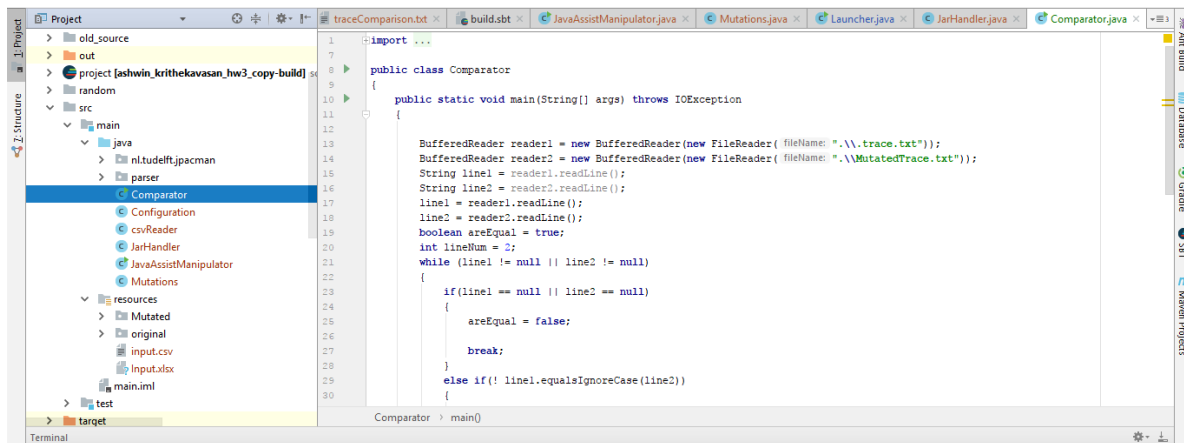 Project
traceComparison.txt
build.sbt
JavaAssistManipulator.java
Mutations.java
Launcher.java
JarHandler.java
Comparator.java
1: Project
7: Structure
old_source
out
project [ashwin_krithekavasan_hw3_copy-build]
random
src
main
java
nl.tudelft.jpacman
parser
Comparator
Configuration
csvReader
JarHandler
JavaAssistManipulator
Mutations
resources
Mutated
original
input.csv
Input.xlsx
main.iml
test
target
1 import ...
7
8 public class Comparator
9 {
10 public static void main(String[] args) throws IOException
11 {
12
13 BufferedReader reader1 = new BufferedReader(new FileReader( fileName: ".\\.trace.txt"));
14 BufferedReader reader2 = new BufferedReader(new FileReader( fileName: ".\\MutatedTrace.txt"));
15 String line1 = reader1.readLine();
16 String line2 = reader2.readLine();
17 line1 = reader1.readLine();
18 line2 = reader2.readLine();
19 boolean areEqual = true;
20 int lineNum = 2;
21 while (line1 != null || line2 != null)
22 {
23 if(line1 == null || line2 == null)
24 {
25 areEqual = false;
26
27 break;
28 }
29 else if(! line1.equalsIgnoreCase(line2))
30 {
Comparator > main()
Ant Build
Database
Gradle
SBT
Maven Projects
Terminal